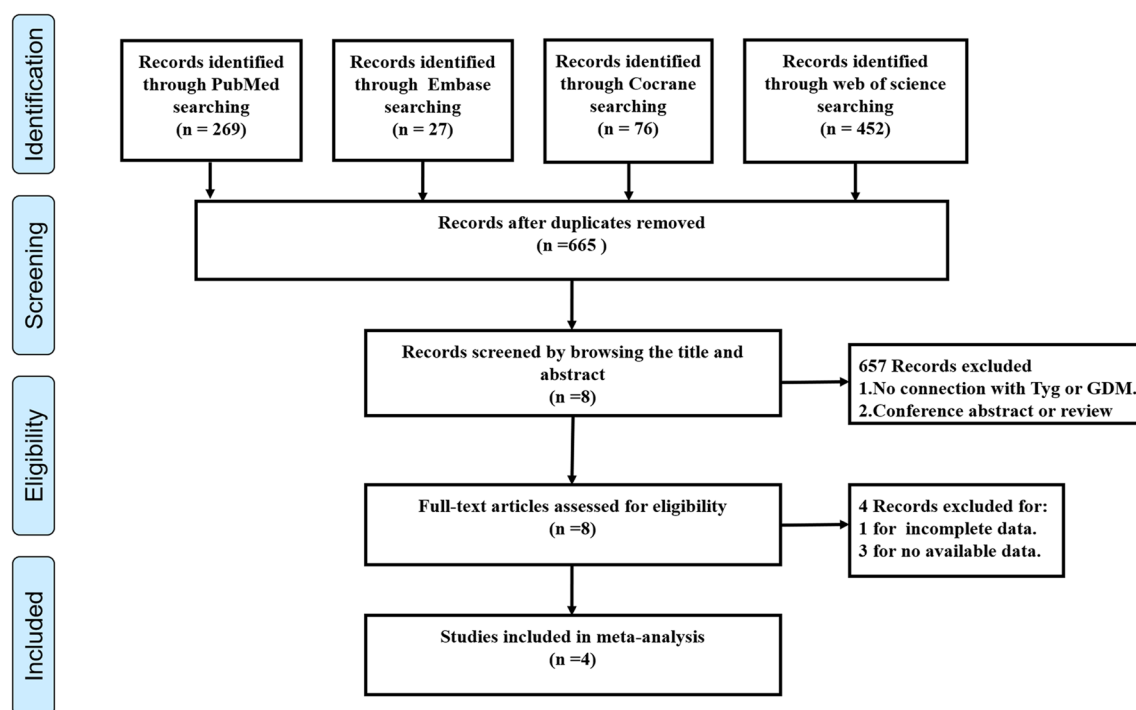 Identification
Records identified
through PubMed
searching
(n = 269)
Records identified
through Embase
searching
(n = 27)
Records identified
through Cocrane
searching
(n = 76)
Records identified
through web of science
searching
(n = 452)
Screening
Records after duplicates removed
(n =665 )
Records screened by browsing the title and
abstract
(n =8)
657 Records excluded
1.No connection with Tyg or GDM.
2.Conference abstract or review
Eligibility
Full-text articles assessed for eligibility
(n =8)
4 Records excluded for:
1 for incomplete data.
3 for no available data.
Included
Studies included in meta-analysis
(n =4)